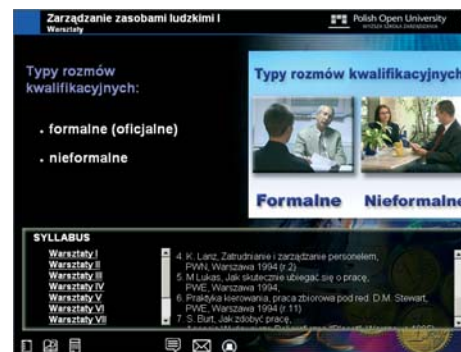 Zarządzanie zasobami ludzkimi I
Warsztaty
Polish Open University
WYŻSZA SZKOŁA ZARZĄDZANIA
Typy rozmów
kwalifikacyjnych:
. formalne (oficjalne)
. nieformalne
Typy rozmów kwalifikacyjnych
Formalne Nieformalne
SYLLABUS
Warsztaty I
Warsztaty II
Warsztaty III
Warsztaty IV
Warsztaty V
Warsztaty VI
Warsztaty VII
4. K. Lanz, Zatrudnianie i zarządzanie personelem,
PWN, Warszawa 1994 (r.2)
5. M Lukas, Jak skutecznie ubiegać się o pracę,
PWE, Warszawa 1994,
6. Praktyka kierowania, praca zbiorowa pod red. D.M. Stewart,
PWE, Warszawa 1994 (r.11)
7. S. Burt, Jak zdobyć pracę,